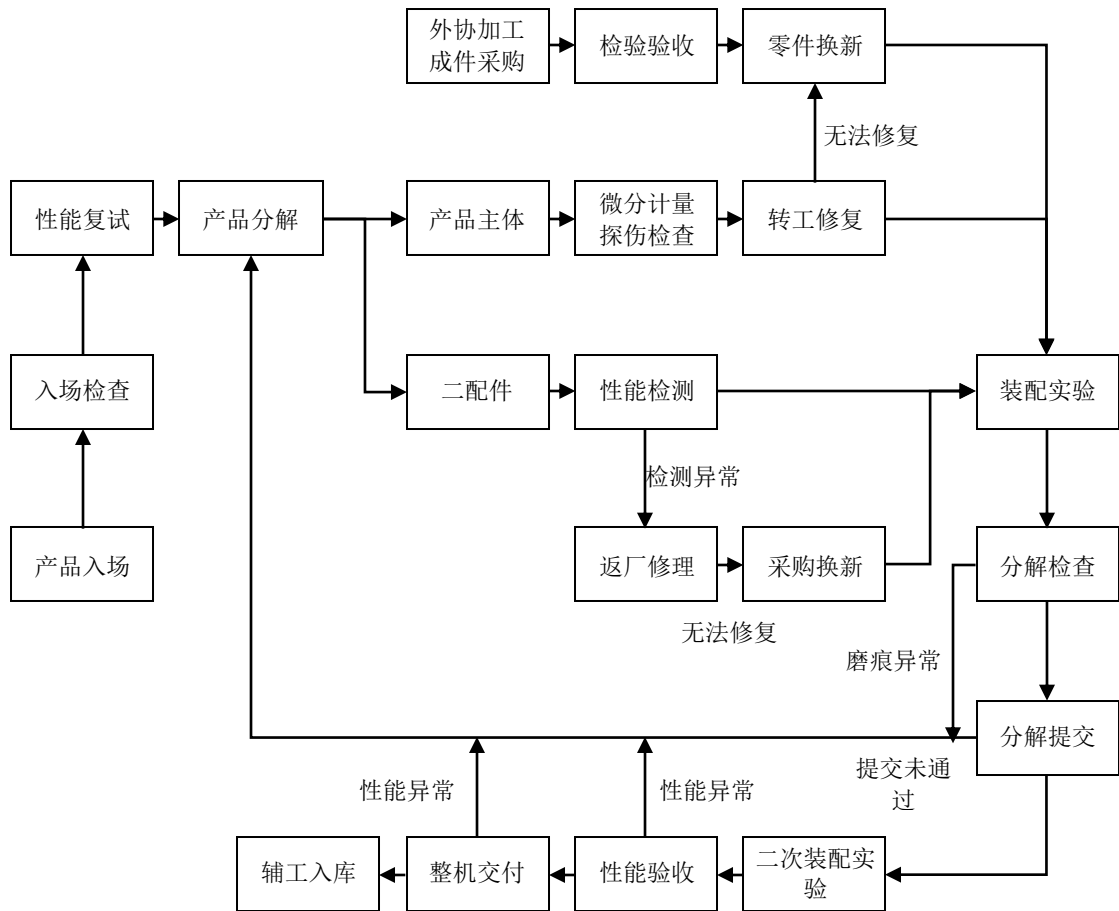 外协加工
成件采购
检验验收
零件换新
无法修复
性能复试
产品分解
产品主体
微分计量
探伤检查
转工修复
入场检查
二配件
性能检测
装配实验
检测异常
产品入场
返厂修理
采购换新
分解检查
无法修复
磨痕异常
分解提交
提交未通
过
性能异常
性能异常
辅工入库
整机交付
性能验收
二次装配实
验